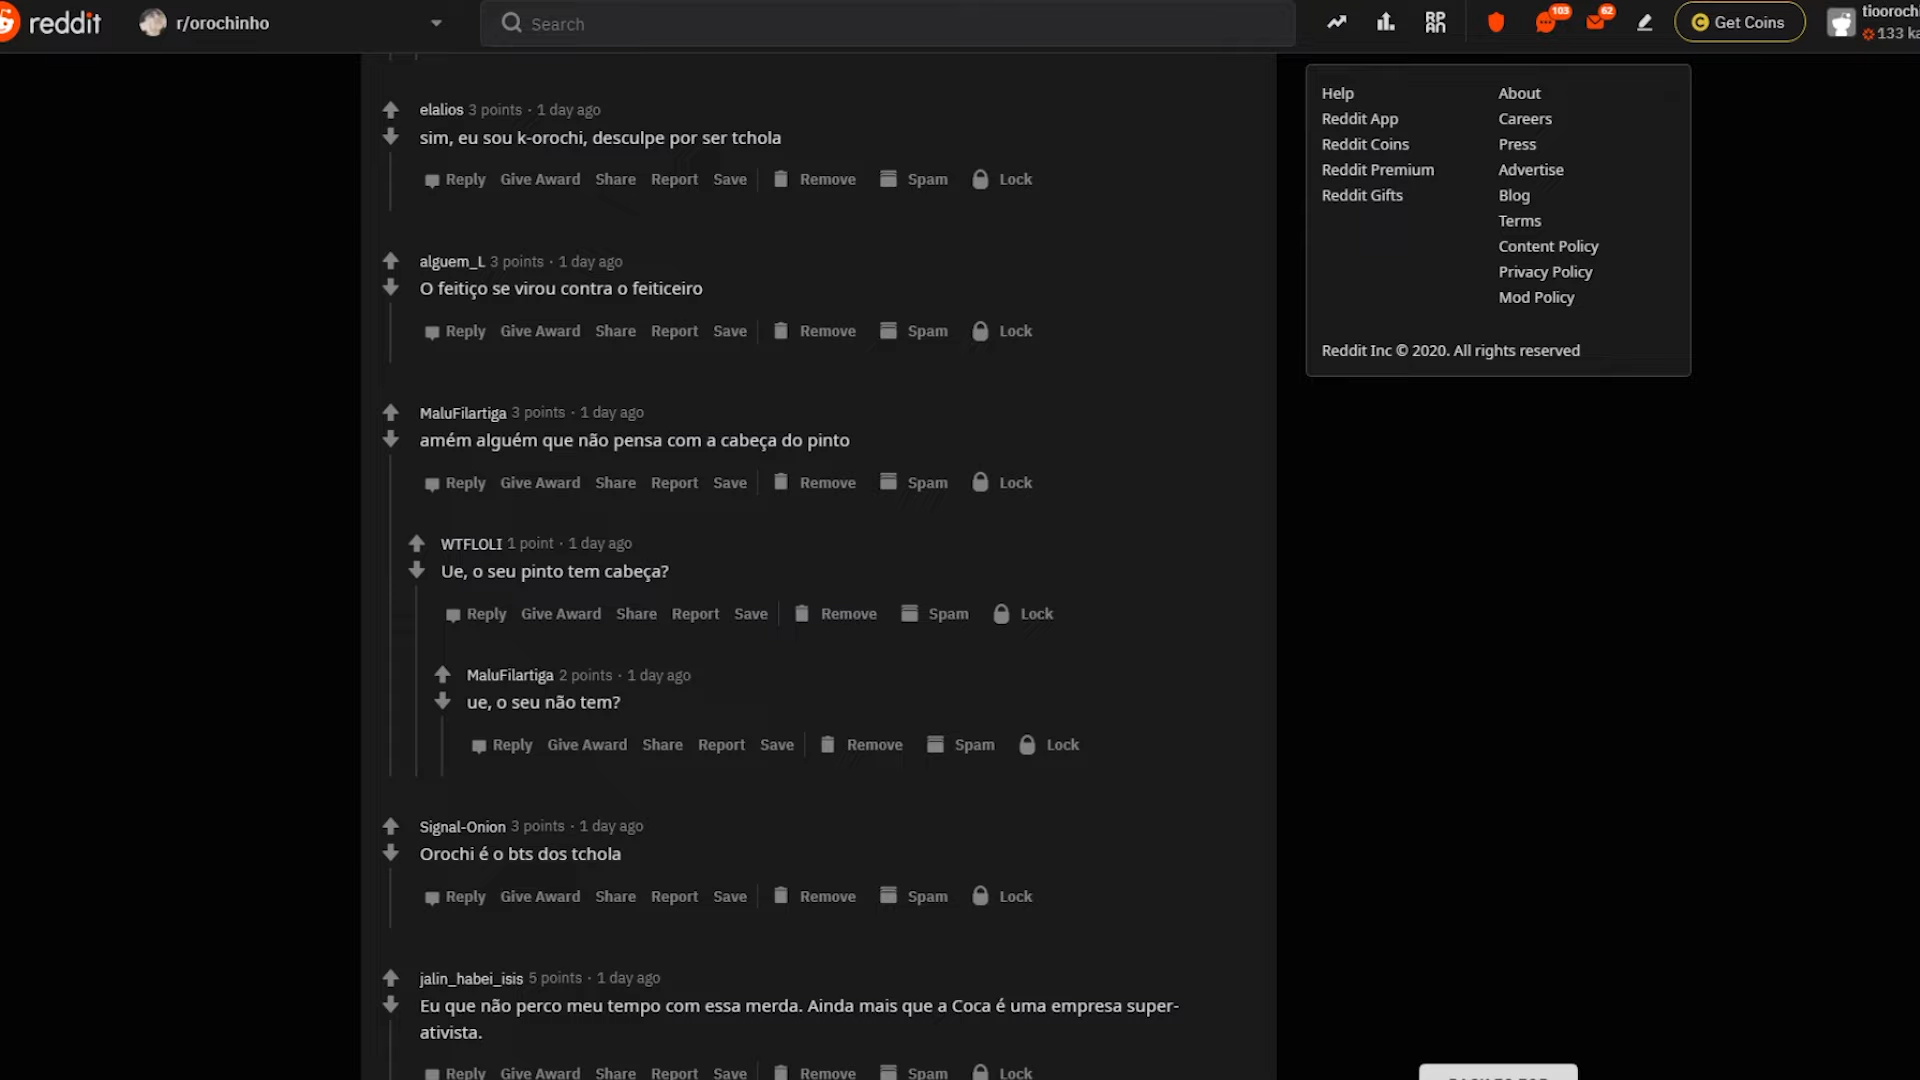 reddit r/orochinho Search RPAN 103 62 Get Coins tiooroch
133 ka
elalios 3 points · 1 day ago
sim, eu sou k-orochi, desculpe por ser tchola
Reply Give Award Share Report Save Remove Spam Lock
alguem_L 3 points · 1 day ago
O feitiço se virou contra o feiticeiro
Reply Give Award Share Report Save Remove Spam Lock
MaluFilartiga 3 points · 1 day ago
amém alguém que não pensa com a cabeça do pinto
Reply Give Award Share Report Save Remove Spam Lock
WTFLOLI 1 point · 1 day ago
Ue, o seu pinto tem cabeça?
Reply Give Award Share Report Save Remove Spam Lock
MaluFilartiga 2 points · 1 day ago
ue, o seu não tem?
Reply Give Award Share Report Save Remove Spam Lock
Signal-Onion 3 points · 1 day ago
Orochi é o bts dos tchola
Reply Give Award Share Report Save Remove Spam Lock
jalin_habei_isis 5 points · 1 day ago
Eu que não perco meu tempo com essa merda. Ainda mais que a Coca é uma empresa super-
ativista.
Reply Give Award Share Report Save Remove Spam Lock
Help About
Reddit App Careers
Reddit Coins Press
Reddit Premium Advertise
Reddit Gifts Blog
Terms
Content Policy
Privacy Policy
Mod Policy
Reddit Inc © 2020. All rights reserved